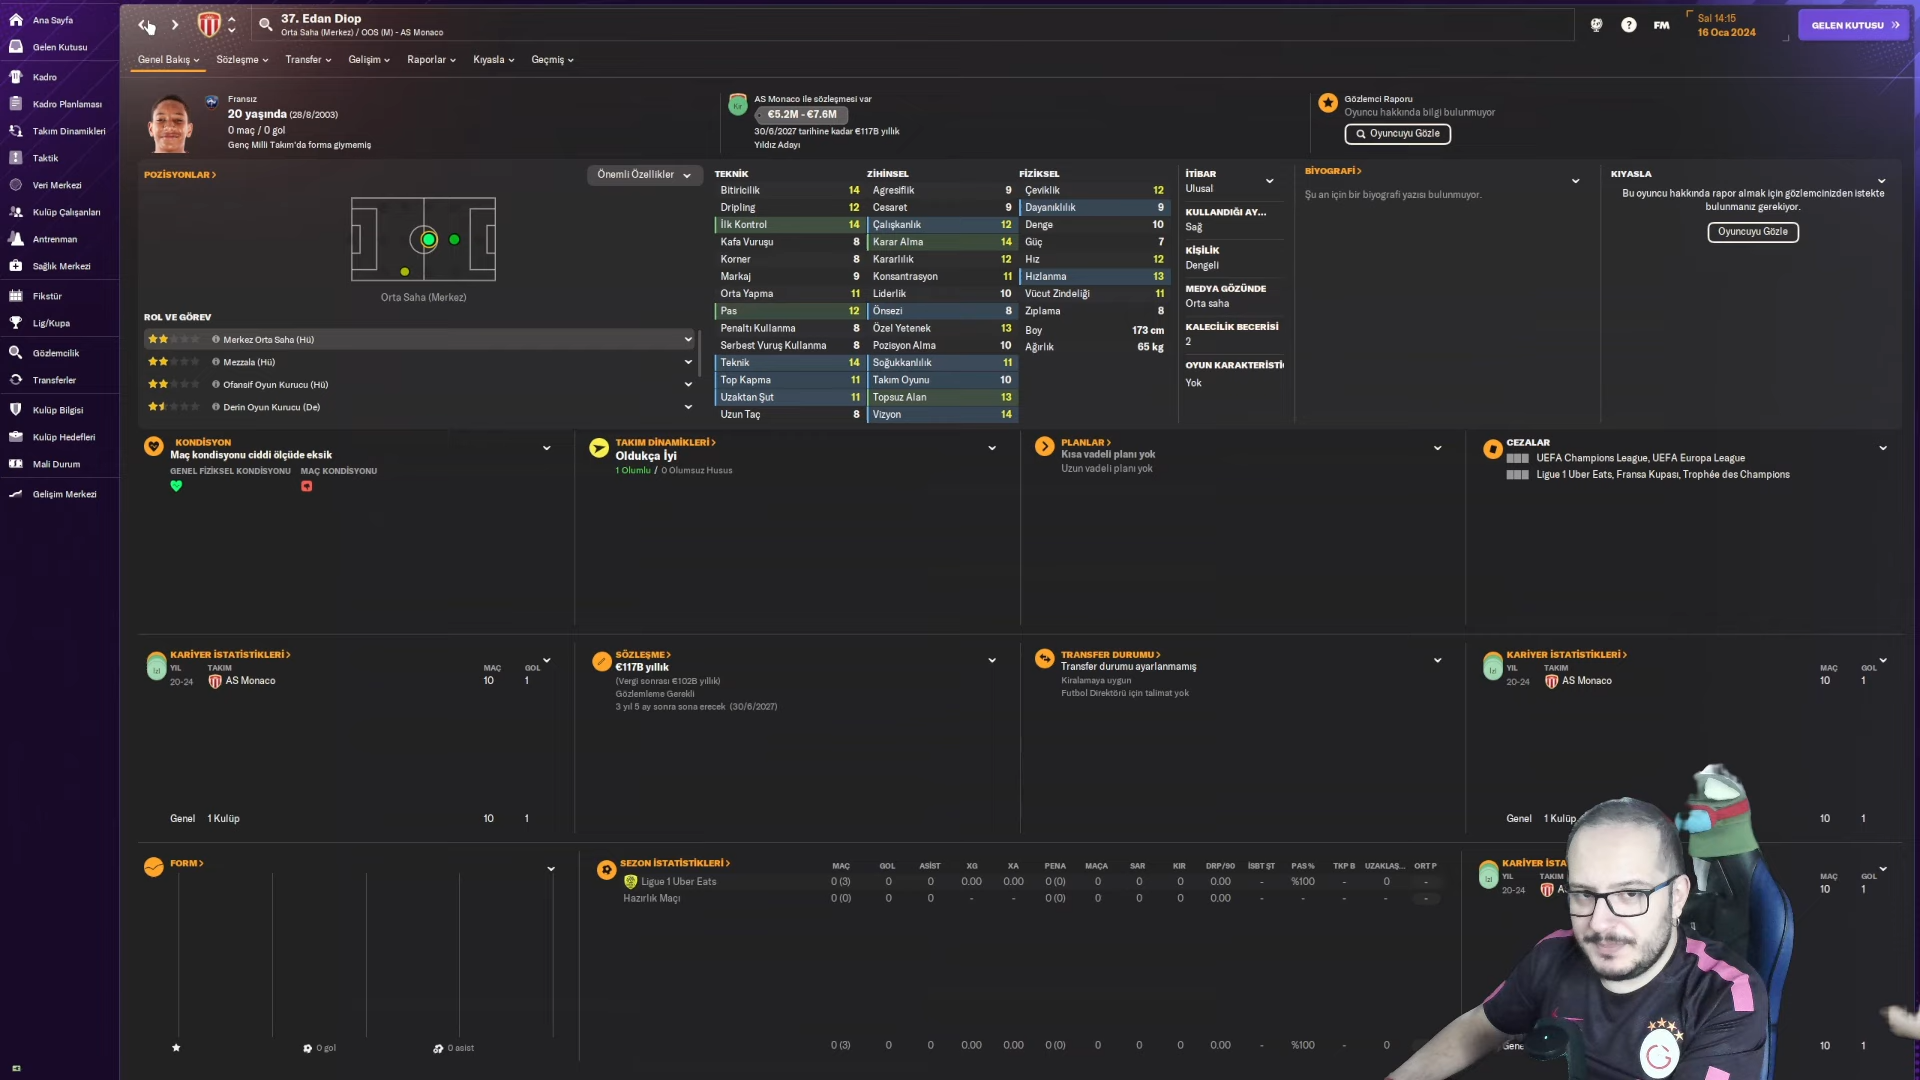 Ana Sayfa
Gelen Kutusu
Kadro
Kadro Planlaması
Takım Dinamikleri
Taktik
Veri Merkezi
Kulüp Çalışanları
Antrenman
Sağlık Merkezi
Fikstür
Lig/Kupa
Gözlemcilik
Transferler
Kulüp Bilgisi
Kulüp Hedefleri
Mali Durum
Gelişim Merkezi
37. Edan Diop
Orta Saha (Merkez) / OOS (M) - AS Monaco
FM
Sal 14:15
16 Oca 2024
GELEN KUTUSU
Genel Bakış
Sözleşme
Transfer
Gelişim
Raporlar
Kıyasla
Geçmiş
Fransız
20 yaşında (28/8/2003)
0 maç / 0 gol
Genç Milli Takım'da forma giymemiş
Kır
AS Monaco ile sözleşmesi var
€5.2M - €7.6M
30/6/2027 tarihine kadar €117B yıllık
Yıldız Adayı
Gözlemci Raporu
Oyuncu hakkında bilgi bulunmuyor
Oyuncuyu Gözle
POZİSYONLAR
Önemli Özellikler
Orta Saha (Merkez)
ROL VE GÖREV
Merkez Orta Saha (Hü)
Mezzala (Hü)
Ofansif Oyun Kurucu (Hü)
Derin Oyun Kurucu (De)
TEKNİK
Bitiricilik 14
Dripling 12
İlk Kontrol 14
Kafa Vuruşu 8
Korner 8
Markaj 9
Orta Yapma 11
Pas 12
Penaltı Kullanma 8
Serbest Vuruş Kullanma 8
Teknik 14
Top Kapma 11
Uzaktan Şut 11
Uzun Taç 8
ZİHİNSEL
Agresiflik 9
Cesaret 9
Çalışkanlık 12
Karar Alma 14
Kararlılık 12
Konsantrasyon 11
Liderlik 10
Önsezi 8
Özel Yetenek 13
Pozisyon Alma 10
Soğukkanlılık 11
Takım Oyunu 10
Topsuz Alan 13
Vizyon 14
FİZİKSEL
Çeviklik 12
Dayanıklılık 9
Denge 10
Güç 7
Hız 12
Hızlanma 13
Vücut Zindeliği 11
Zıplama 8
Boy 173 cm
Ağırlık 65 kg
İTİBAR
Ulusal
KULLANDIĞI AY...
Sağ
KİŞİLİK
Dengeli
MEDYA GÖZÜNDE
Orta saha
KALECİLİK BECERİSİ
2
OYUN KARAKTERİSTİ
Yok
BİYOGRAFİ
Şu an için bir biyografi yazısı bulunmuyor.
KIYASLA
Bu oyuncu hakkında rapor almak için gözlemcinizden istekte
bulunmanız gerekiyor.
Oyuncuyu Gözle
KONDİSYON
Maç kondisyonu ciddi ölçüde eksik
GENEL FİZİKSEL KONDİSYONU MAÇ KONDİSYONU
TAKIM DİNAMİKLERİ
Oldukça İyi
1 Olumlu / 0 Olumsuz Husus
PLANLAR
Kısa vadeli planı yok
Uzun vadeli planı yok
CEZALAR
UEFA Champions League, UEFA Europa League
Ligue 1 Uber Eats, Fransa Kupası, Trophée des Champions
KARİYER İSTATİSTİKLERİ
YIL TAKIM MAÇ GOL
20-24 AS Monaco 10 1
Genel 1 Kulüp 10 1
SÖZLEŞME
€117B yıllık
(Vergi sonrası €102B yıllık)
Gözlemleme Gerekli
3 yıl 5 ay sonra sona erecek (30/6/2027)
TRANSFER DURUMU
Transfer durumu ayarlanmamış
Kiralamaya uygun
Futbol Direktörü için talimat yok
KARİYER İSTATİSTİKLERİ
YIL TAKIM MAÇ GOL
20-24 AS Monaco 10 1
Genel 1 Kulüp 10 1
FORM
0 gol
0 asist
SEZON İSTATİSTİKLERİ
MAÇ GOL ASİST XG XA PENA MAÇA SAR KIR DRP/90 İSBT ŞT PAS % TKP B UZAKLAŞ... ORT P
Ligue 1 Uber Eats 0 (3) 0 0 0.00 0.00 0 (0) 0 0 0 0.00 - %100 - 0 -
Hazırlık Maçı 0 (0) 0 0 - - 0 (0) 0 0 0 0.00 - - - - -
0 (3) 0 0 0.00 0.00 0 (0) 0 0 0 0.00 - %100 - 0
KARİYER İSTA
YIL TAKIM MAÇ GOL
20-24 A 10 1
Gene 10 1